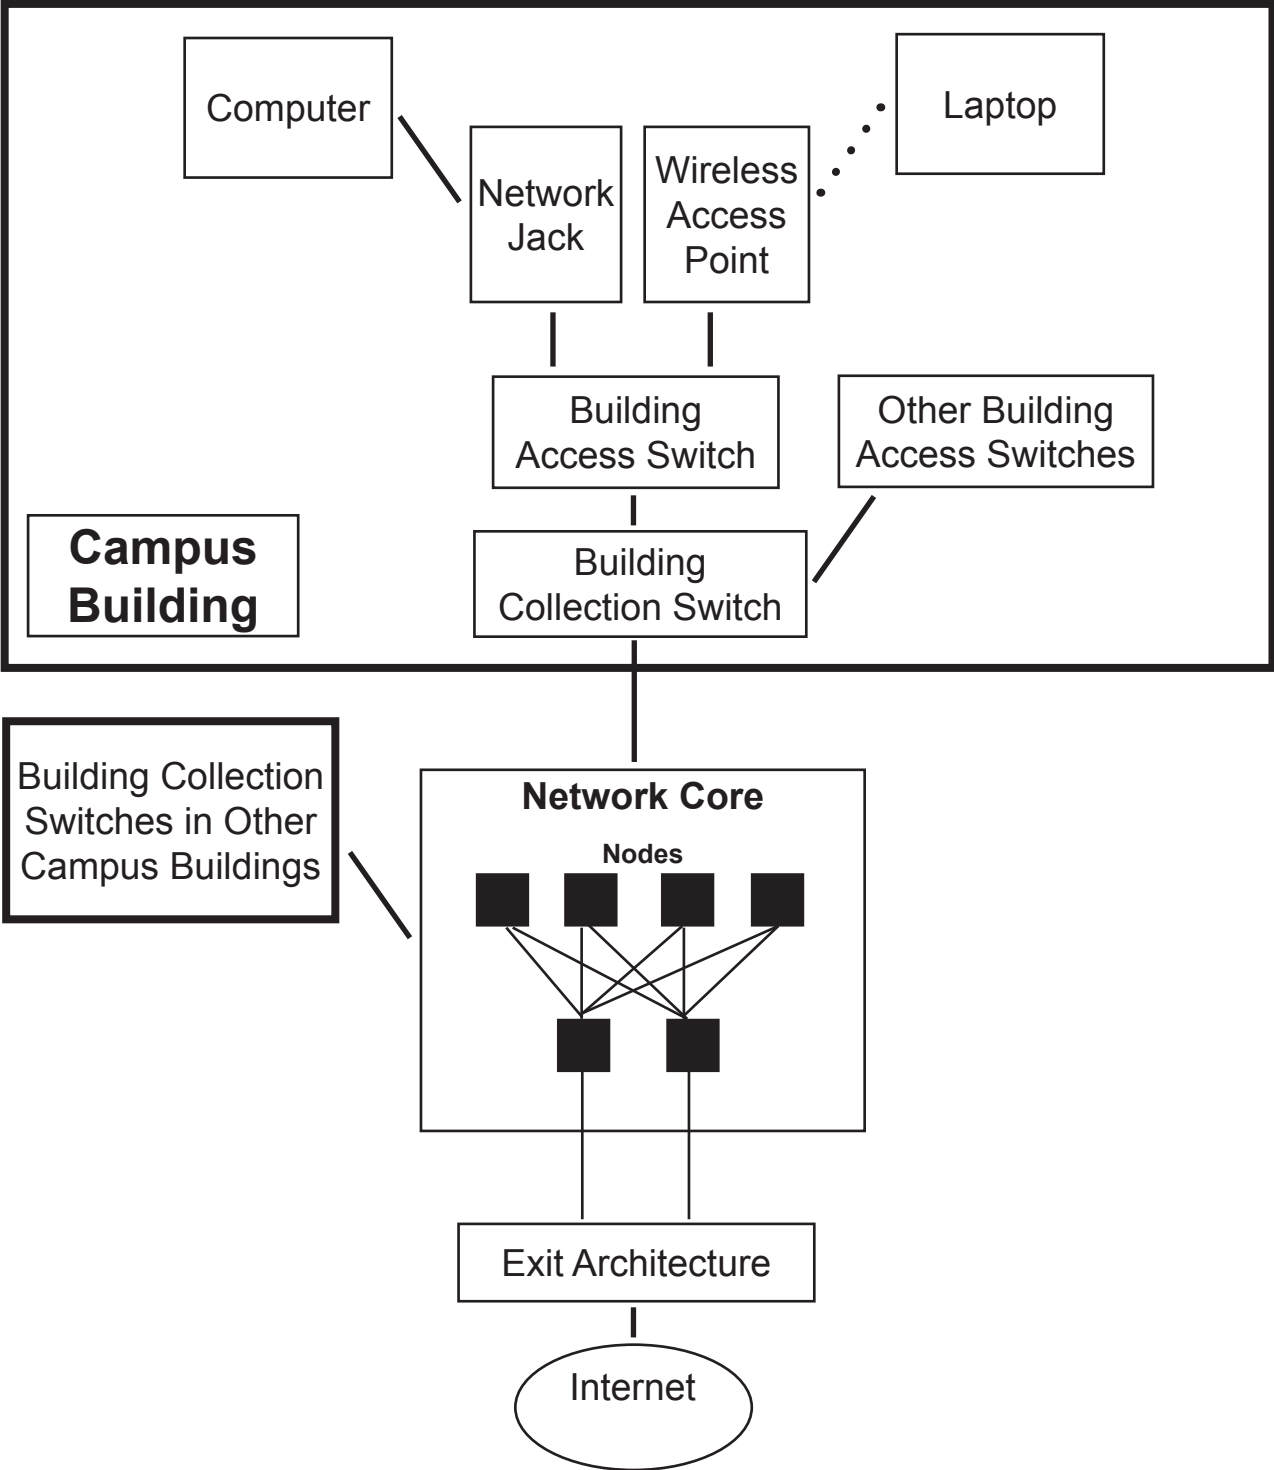 Computer
Laptop
Network
Jack
Wireless
Access
Point
Building
Access Switch
Other Building
Access Switches
Campus
Building
Building
Collection Switch
Building Collection
Switches in Other
Campus Buildings
Network Core
Nodes
Exit Architecture
Internet